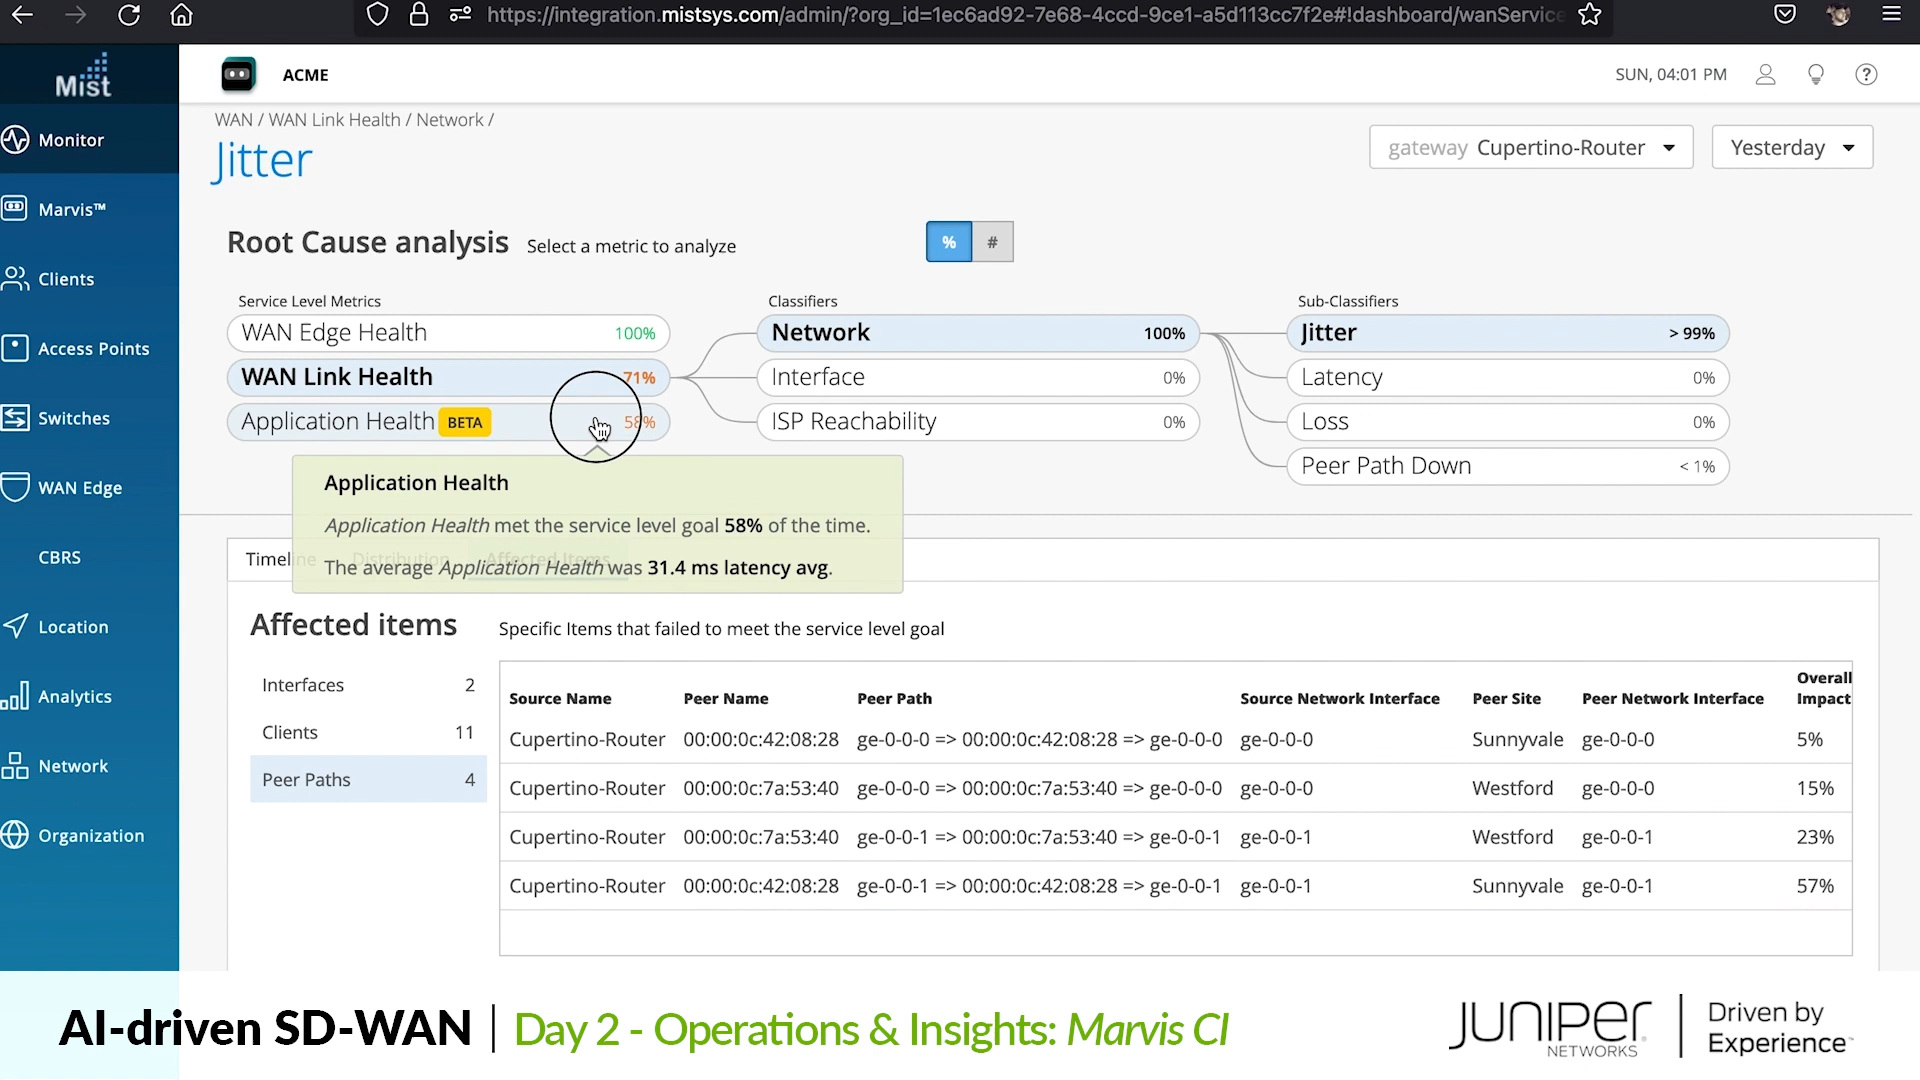 https://integration.mistsys.com/admin/?org_id=1ec6ad92-7e68-4ccd-9ce1-a5d113cc7f2e#!dashboard/wanService
Mist
ACME
SUN, 04:01 PM
Monitor
Marvis™
Clients
Access Points
Switches
WAN Edge
CBRS
Location
Analytics
Network
Organization
WAN / WAN Link Health / Network /
Jitter
gateway Cupertino-Router
Yesterday
Root Cause analysis Select a metric to analyze
% #
Service Level Metrics
WAN Edge Health 100%
WAN Link Health 71%
Application Health BETA 58%
Classifiers
Network 100%
Interface 0%
ISP Reachability 0%
Sub-Classifiers
Jitter > 99%
Latency 0%
Loss 0%
Peer Path Down < 1%
Application Health
Application Health met the service level goal 58% of the time.
The average Application Health was 31.4 ms latency avg.
Timeline Distribution Affected Items
Affected items Specific Items that failed to meet the service level goal
Interfaces 2
Clients 11
Peer Paths 4
Source Name Peer Name Peer Path Source Network Interface Peer Site Peer Network Interface Overall Impact
Cupertino-Router 00:00:0c:42:08:28 ge-0-0-0 => 00:00:0c:42:08:28 => ge-0-0-0 ge-0-0-0 Sunnyvale ge-0-0-0 5%
Cupertino-Router 00:00:0c:7a:53:40 ge-0-0-0 => 00:00:0c:7a:53:40 => ge-0-0-0 ge-0-0-0 Westford ge-0-0-0 15%
Cupertino-Router 00:00:0c:7a:53:40 ge-0-0-1 => 00:00:0c:7a:53:40 => ge-0-0-1 ge-0-0-1 Westford ge-0-0-1 23%
Cupertino-Router 00:00:0c:42:08:28 ge-0-0-1 => 00:00:0c:42:08:28 => ge-0-0-1 ge-0-0-1 Sunnyvale ge-0-0-1 57%
AI-driven SD-WAN | Day 2 - Operations & Insights: Marvis CI
JUNIPER
NETWORKS
Driven by
Experience